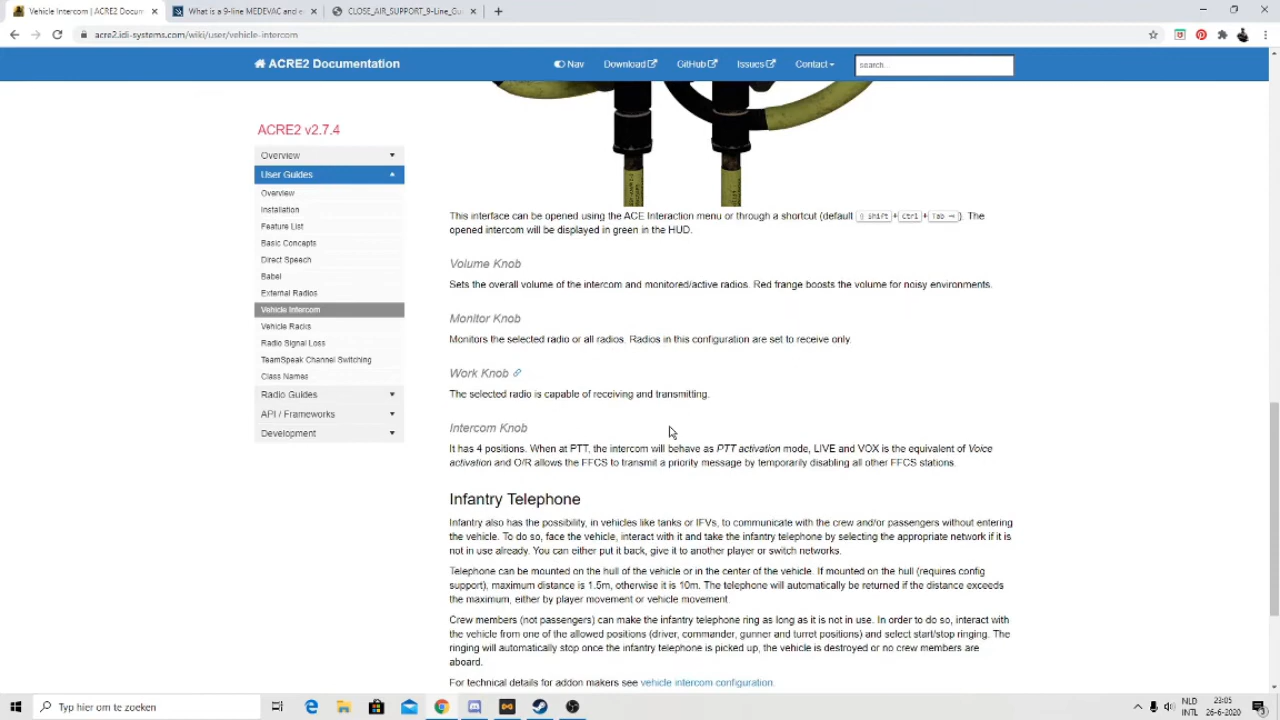 Vehicle Intercom | ACRE2 Docum
What is a 9-line MEDEVAC and e
CLOSE_AIR_SUPPORT_9-Line_Gu
acre2.idi-systems.com/wiki/user/vehicle-intercom
ACRE2 Documentation
Nav
Download
GitHub
Issues
Contact
search...
ACRE2 v2.7.4
Overview
User Guides
Overview
Installation
Feature List
Basic Concepts
Direct Speech
Babel
External Radios
Vehicle Intercom
Vehicle Racks
Radio Signal Loss
TeamSpeak Channel Switching
Class Names
Radio Guides
API / Frameworks
Development
This interface can be opened using the ACE Interaction menu or through a shortcut (default ⇧ Shift + Ctrl + Tab ⇥ ). The
opened intercom will be displayed in green in the HUD.
Volume Knob
Sets the overall volume of the intercom and monitored/active radios. Red frange boosts the volume for noisy environments.
Monitor Knob
Monitors the selected radio or all radios. Radios in this configuration are set to receive only.
Work Knob
The selected radio is capable of receiving and transmitting.
Intercom Knob
It has 4 positions. When at PTT, the intercom will behave as PTT activation mode, LIVE and VOX is the equivalent of Voice
activation and O/R allows the FFCS to transmit a priority message by temporarily disabling all other FFCS stations.
Infantry Telephone
Infantry also has the possibility, in vehicles like tanks or IFVs, to communicate with the crew and/or passengers without entering
the vehicle. To do so, face the vehicle, interact with it and take the infantry telephone by selecting the appropriate network if it is
not in use already. You can either put it back, give it to another player or switch networks.
Telephone can be mounted on the hull of the vehicle or in the center of the vehicle. If mounted on the hull (requires config
support), maximum distance is 1.5m, otherwise it is 10m. The telephone will automatically be returned if the distance exceeds
the maximum, either by player movement or vehicle movement.
Crew members (not passengers) can make the infantry telephone ring as long as it is not in use. In order to do so, interact with
the vehicle from one of the allowed positions (driver, commander, gunner and turret positions) and select start/stop ringing. The
ringing will automatically stop once the infantry telephone is picked up, the vehicle is destroyed or no crew members are
aboard.
For technical details for addon makers see vehicle intercom configuration.
Typ hier om te zoeken
NLD
INTL
23:05
26-6-2020